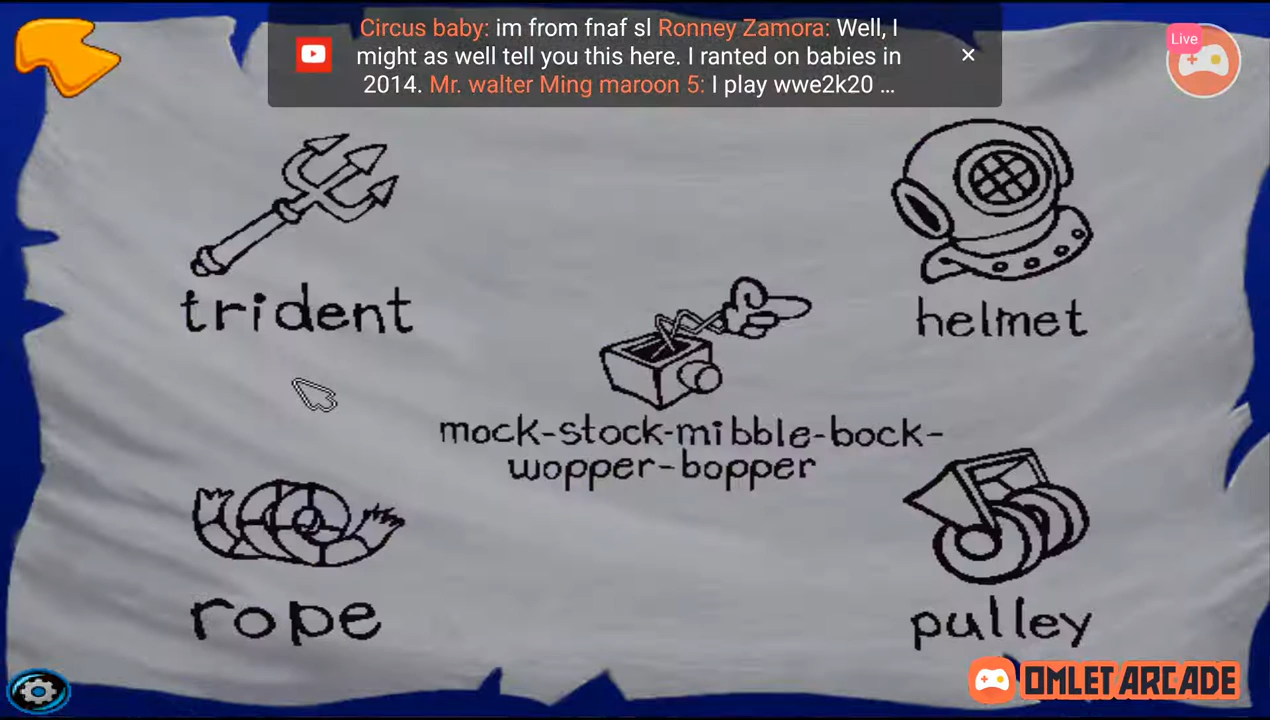 Circus baby: im from fnaf sl Ronney Zamora: Well, I
might as well tell you this here. I ranted on babies in
2014. Mr. walter Ming maroon 5: I play wwe2k20 ...
Live
trident
helmet
mock-stock-mibble-bock-
wopper-bopper
rope
pulley
OMLET ARCADE